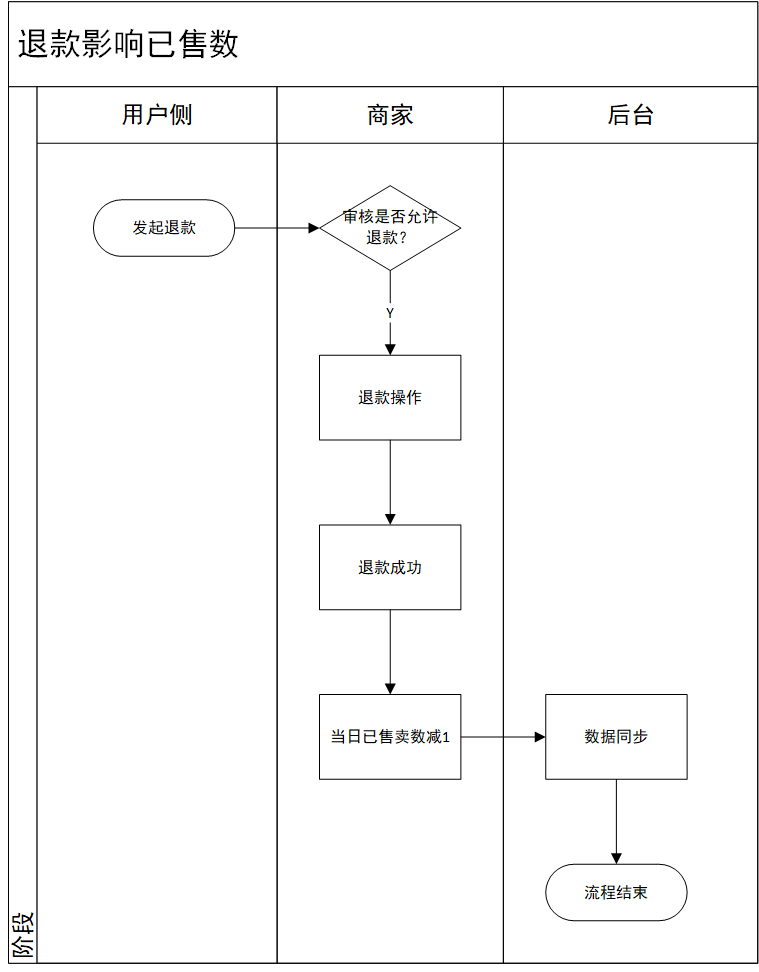 退款影响已售数
用户侧
商家
后台
发起退款
审核是否允许
退款?
Y
退款操作
退款成功
当日已售卖数减1
数据同步
流程结束
阶段